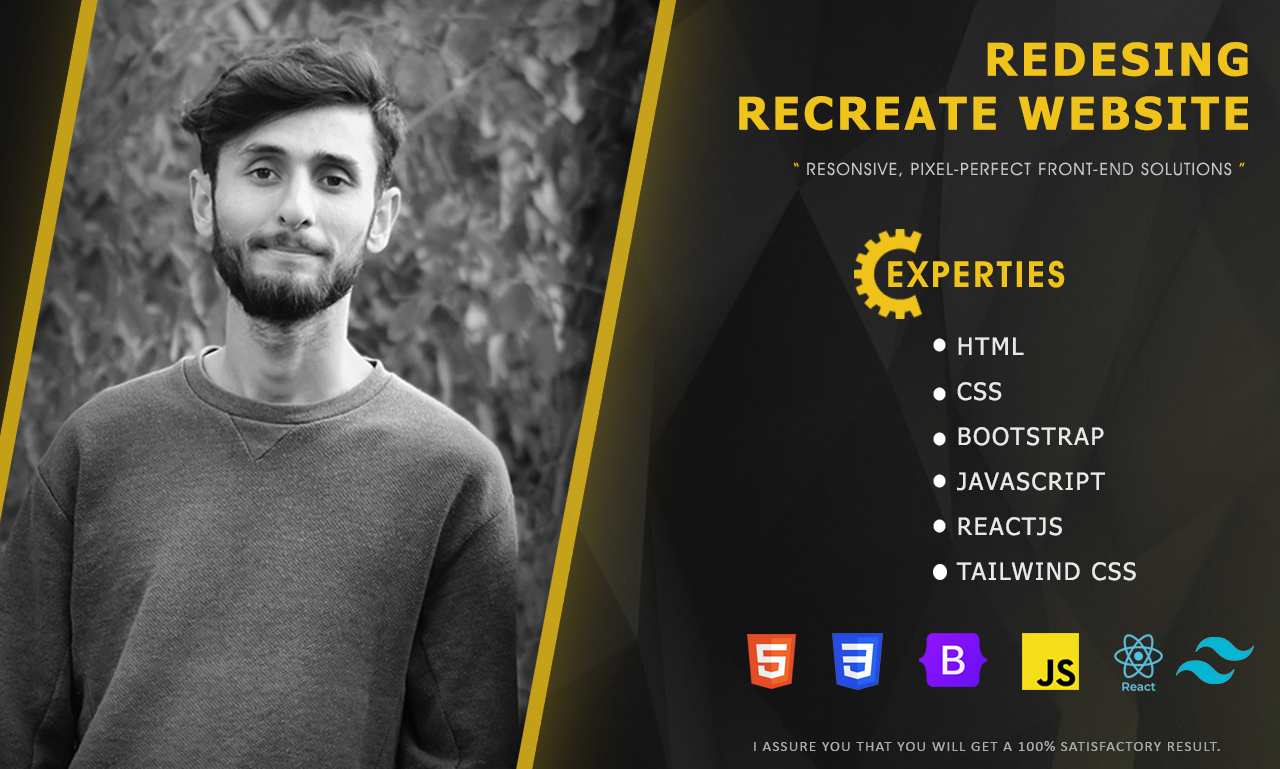 REDESING
RECREATE WEBSITE
“ RESONSIVE, PIXEL-PERFECT FRONT-END SOLUTIONS ”
EXPERTIES
• HTML
• CSS
• BOOTSTRAP
• JAVASCRIPT
• REACTJS
• TAILWIND CSS
5 3 B JS React
I ASSURE YOU THAT YOU WILL GET A 100% SATISFACTORY RESULT.